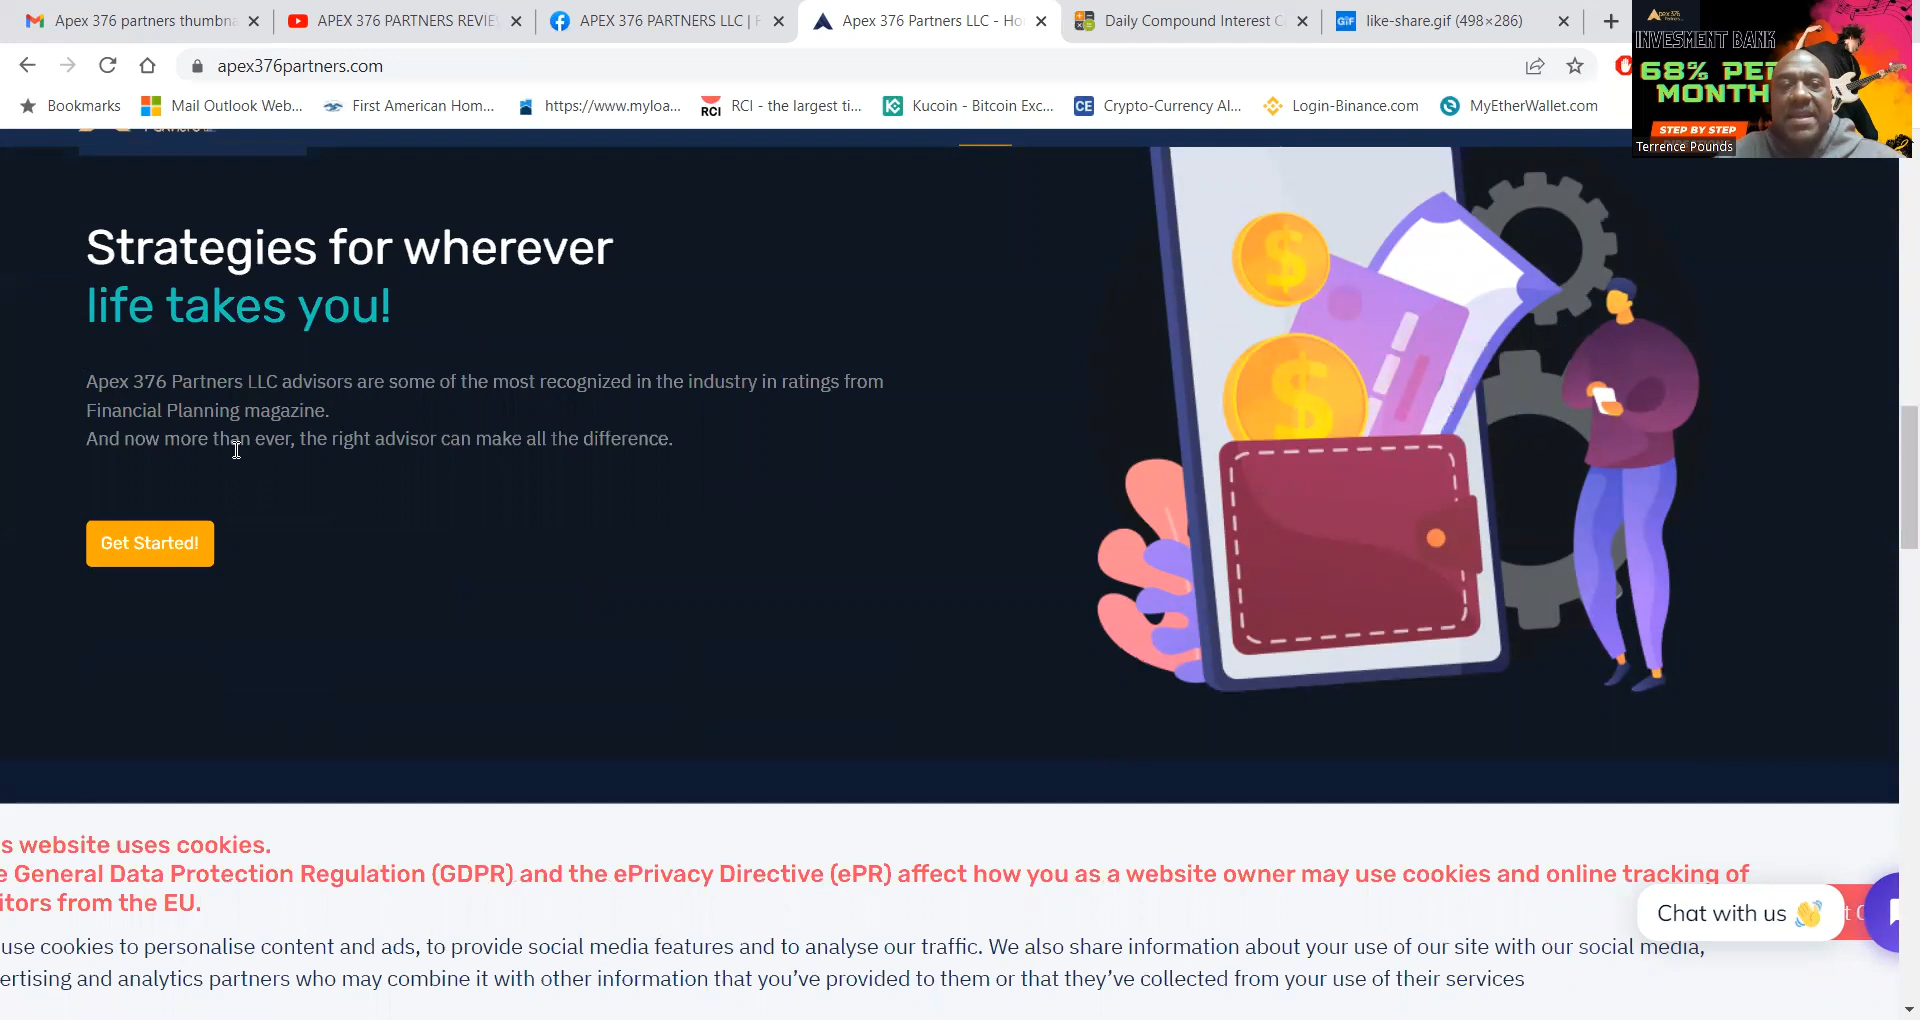 Apex 376 partners thumbna
APEX 376 PARTNERS REVIE
APEX 376 PARTNERS LLC | F
Apex 376 Partners LLC - Ho
Daily Compound Interest C
GIF
like-share.gif (498×286)
apex376partners.com
Bookmarks
Mail Outlook Web...
First American Hom...
https://www.myloa...
RCI
RCI - the largest ti...
Kucoin - Bitcoin Exc...
CE
Crypto-Currency Al...
Login-Binance.com
MyEtherWallet.com
INVESMENT BANK
68% PE
MONTH
STEP BY STEP
Terrence Pounds
Strategies for wherever
life takes you!
Apex 376 Partners LLC advisors are some of the most recognized in the industry in ratings from
Financial Planning magazine.
And now more than ever, the right advisor can make all the difference.
Get Started!
s website uses cookies.
e General Data Protection Regulation (GDPR) and the ePrivacy Directive (ePR) affect how you as a website owner may use cookies and online tracking of
itors from the EU.
use cookies to personalise content and ads, to provide social media features and to analyse our traffic. We also share information about your use of our site with our social media,
ertising and analytics partners who may combine it with other information that you've provided to them or that they've collected from your use of their services
Chat with us 👋